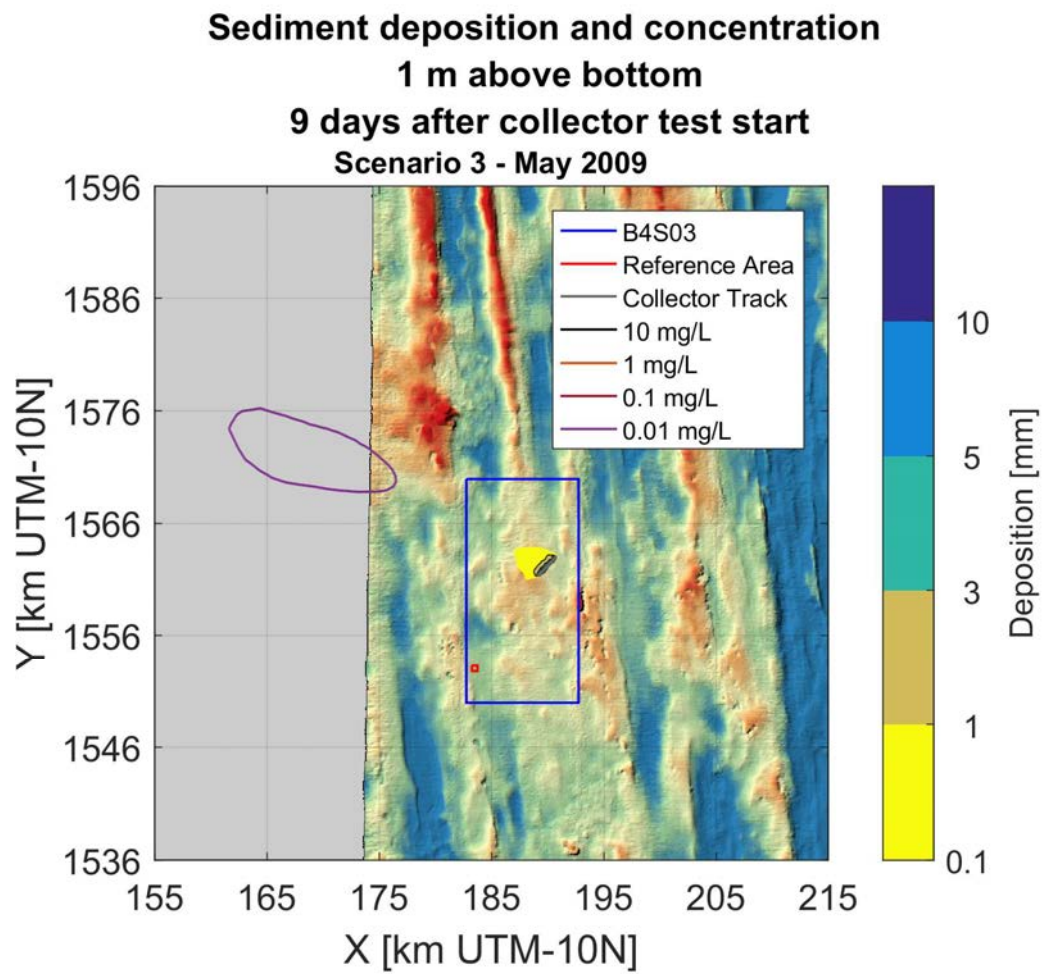 Sediment deposition and concentration
1 m above bottom
9 days after collector test start
Scenario 3 - May 2009
1596
1586
1576
1566
1556
1546
1536
Y [km UTM-10N]
155
165
175
185
195
205
215
X [km UTM-10N]
B4S03
Reference Area
Collector Track
10 mg/L
1 mg/L
0.1 mg/L
0.01 mg/L
10
5
3
1
0.1
Deposition [mm]